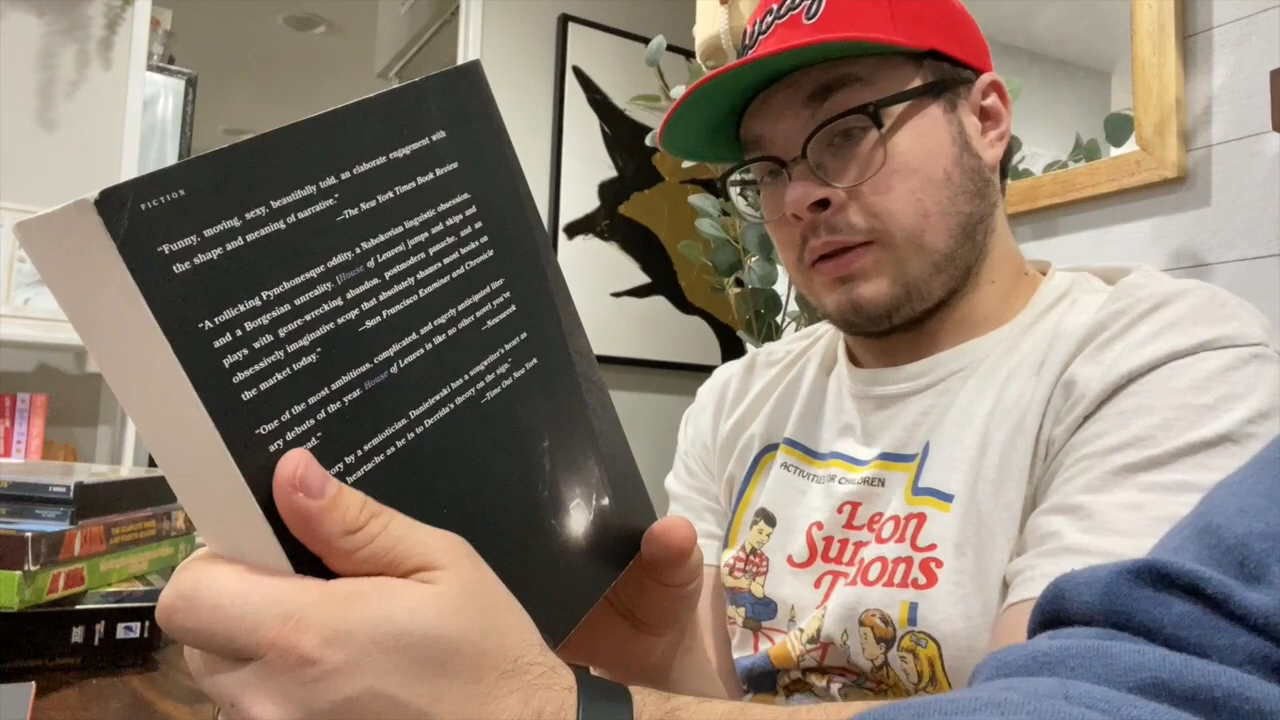 FICTION
"Funny, moving, sexy, beautifully told, an elaborate engagement with
the shape and meaning of narrative."
—The New York Times Book Review
"A rollicking Pynchonesque oddity, a Nabokovian linguistic obsession,
and a Borgesian unreality, [House of Leaves] jumps and skips and
plays with genre-wrecking abandon, postmodern panache, and an
obsessively imaginative scope that absolutely shames most books on
the market today."
—San Francisco Examiner and Chronicle
"One of the most ambitious, complicated, and eagerly anticipated liter
ary debuts of the year. House of Leaves is like no other novel you've
ead."
—Newsweek
ory by a semiotician. Danielewski has a songwriter's heart as
heartache as he is to Derrida's theory on the sign."
—Time Out New York
ACTIVITIES FOR CHILDREN
Leon
Sum
ons